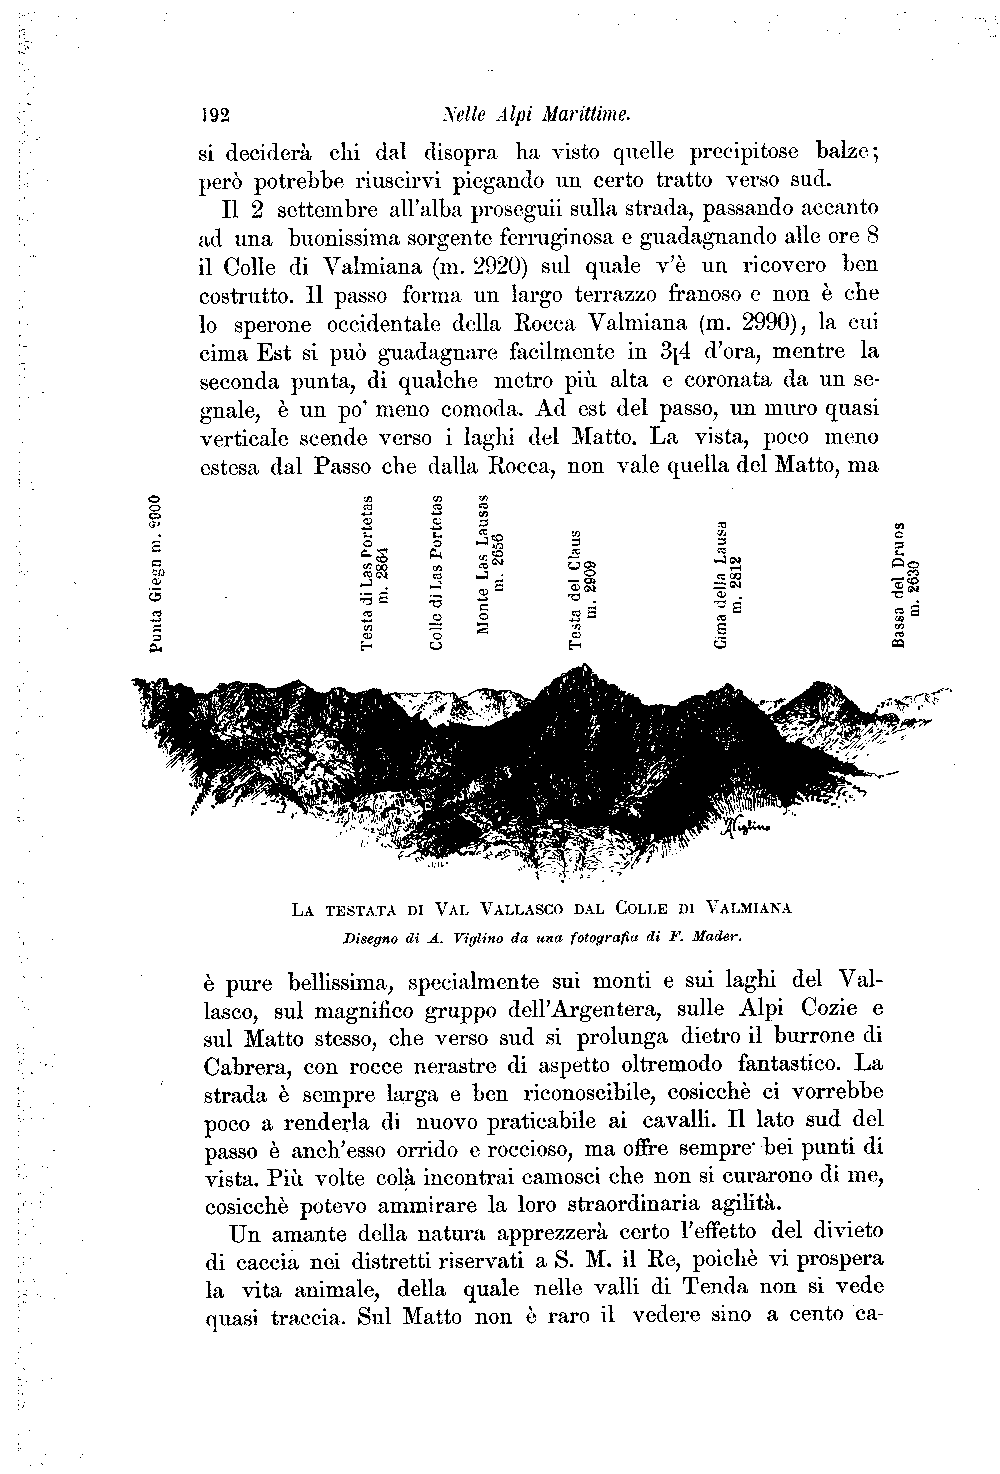 192 Nelle Alpi Marittime.
si deciderà chi dal disopra ha visto quelle precipitose balze;
però potrebbe riuscirvi piegando un certo tratto verso sud.
Il 2 settembre all'alba proseguii sulla strada, passando accanto
ad una buonissima sorgente ferruginosa e guadagnando alle ore 8
il Colle di Valmiana (m. 2920) sul quale v'è un ricovero ben
costrutto. Il passo forma un largo terrazzo franoso e non è che
lo sperone occidentale della Rocca Valmiana (m. 2990), la cui
cima Est si può guadagnare facilmente in 3|4 d'ora, mentre la
seconda punta, di qualche metro più alta e coronata da un se-
gnale, è un po' meno comoda. Ad est del passo, un muro quasi
verticale scende verso i laghi del Matto. La vista, poco meno
estesa dal Passo che dalla Rocca, non vale quella del Matto, ma
Punta Giegn m. 2900
Testa di Las Portetas
m. 2864
Colle di Las Portetas
Monte Las Lausas
m. 2656
Testa del Claus
m. 2909
Cima della Lausa
m. 2812
Bassa del Druos
m. 2630
AViglino
LA TESTATA DI VAL VALLASCO DAL COLLE DI VALMIANA
Disegno di A. Viglino da una fotografia di F. Mader.
è pure bellissima, specialmente sui monti e sui laghi del Val-
lasco, sul magnifico gruppo dell'Argentera, sulle Alpi Cozie e
sul Matto stesso, che verso sud si prolunga dietro il burrone di
Cabrera, con rocce nerastre di aspetto oltremodo fantastico. La
strada è sempre larga e ben riconoscibile, cosicchè ci vorrebbe
poco a renderla di nuovo praticabile ai cavalli. Il lato sud del
passo è anch'esso orrido e roccioso, ma offre sempre bei punti di
vista. Più volte colà incontrai camosci che non si curarono di me,
cosicchè potevo ammirare la loro straordinaria agilità.
Un amante della natura apprezzerà certo l'effetto del divieto
di caccia nei distretti riservati a S. M. il Re, poichè vi prospera
la vita animale, della quale nelle valli di Tenda non si vede
quasi traccia. Sul Matto non è raro il vedere sino a cento ca-